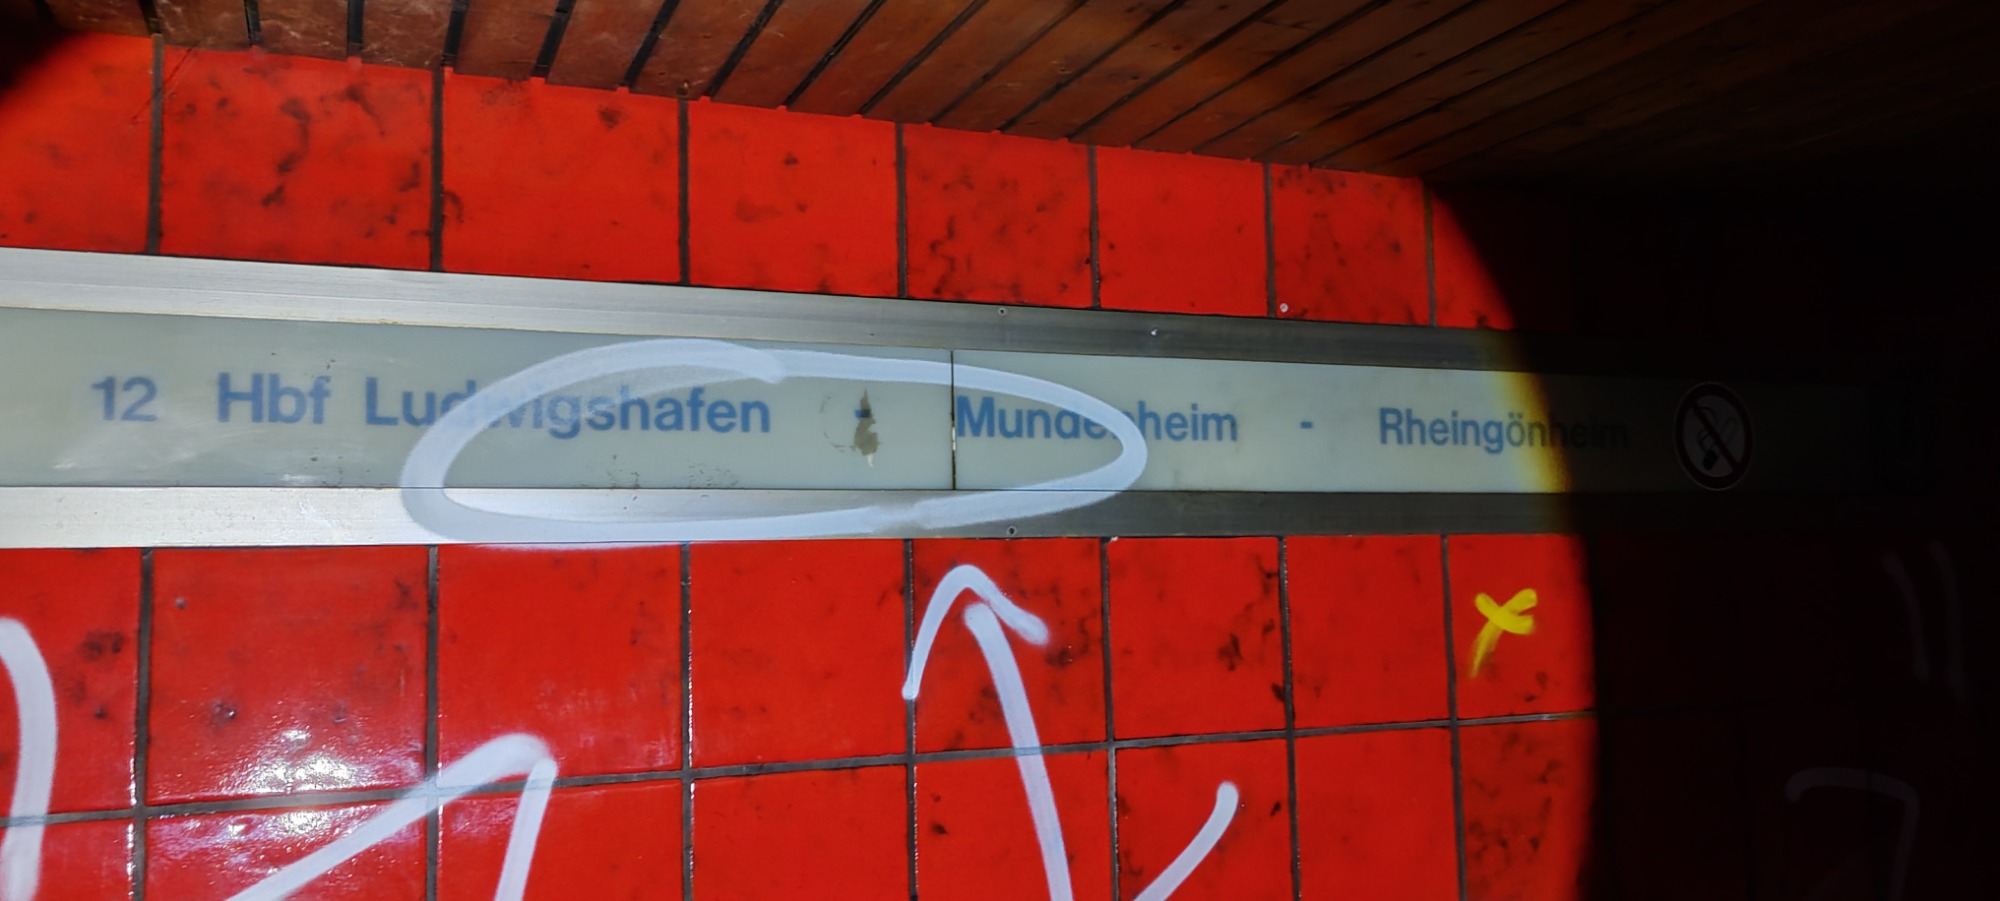 12 Hbf Ludwigshafen - Mundenheim - Rheingönheim